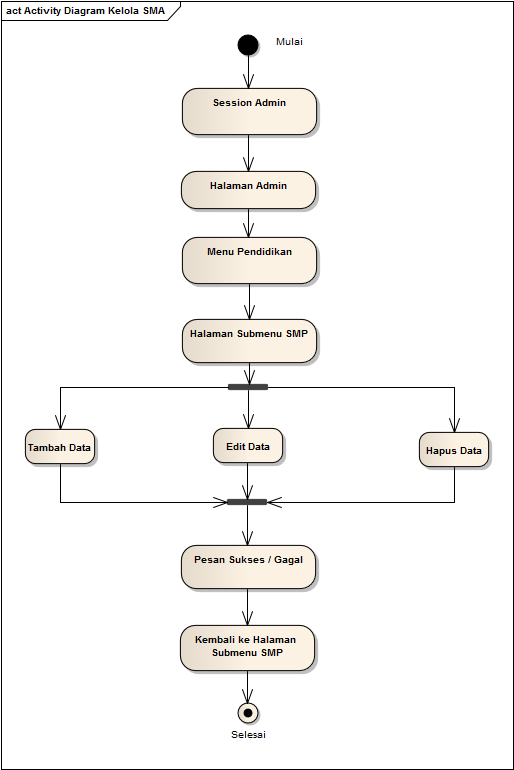 act Activity Diagram Kelola SMA
Mulai
Session Admin
Halaman Admin
Menu Pendidikan
Halaman Submenu SMP
Tambah Data
Edit Data
Hapus Data
Pesan Sukses / Gagal
Kembali ke Halaman
Submenu SMP
Selesai